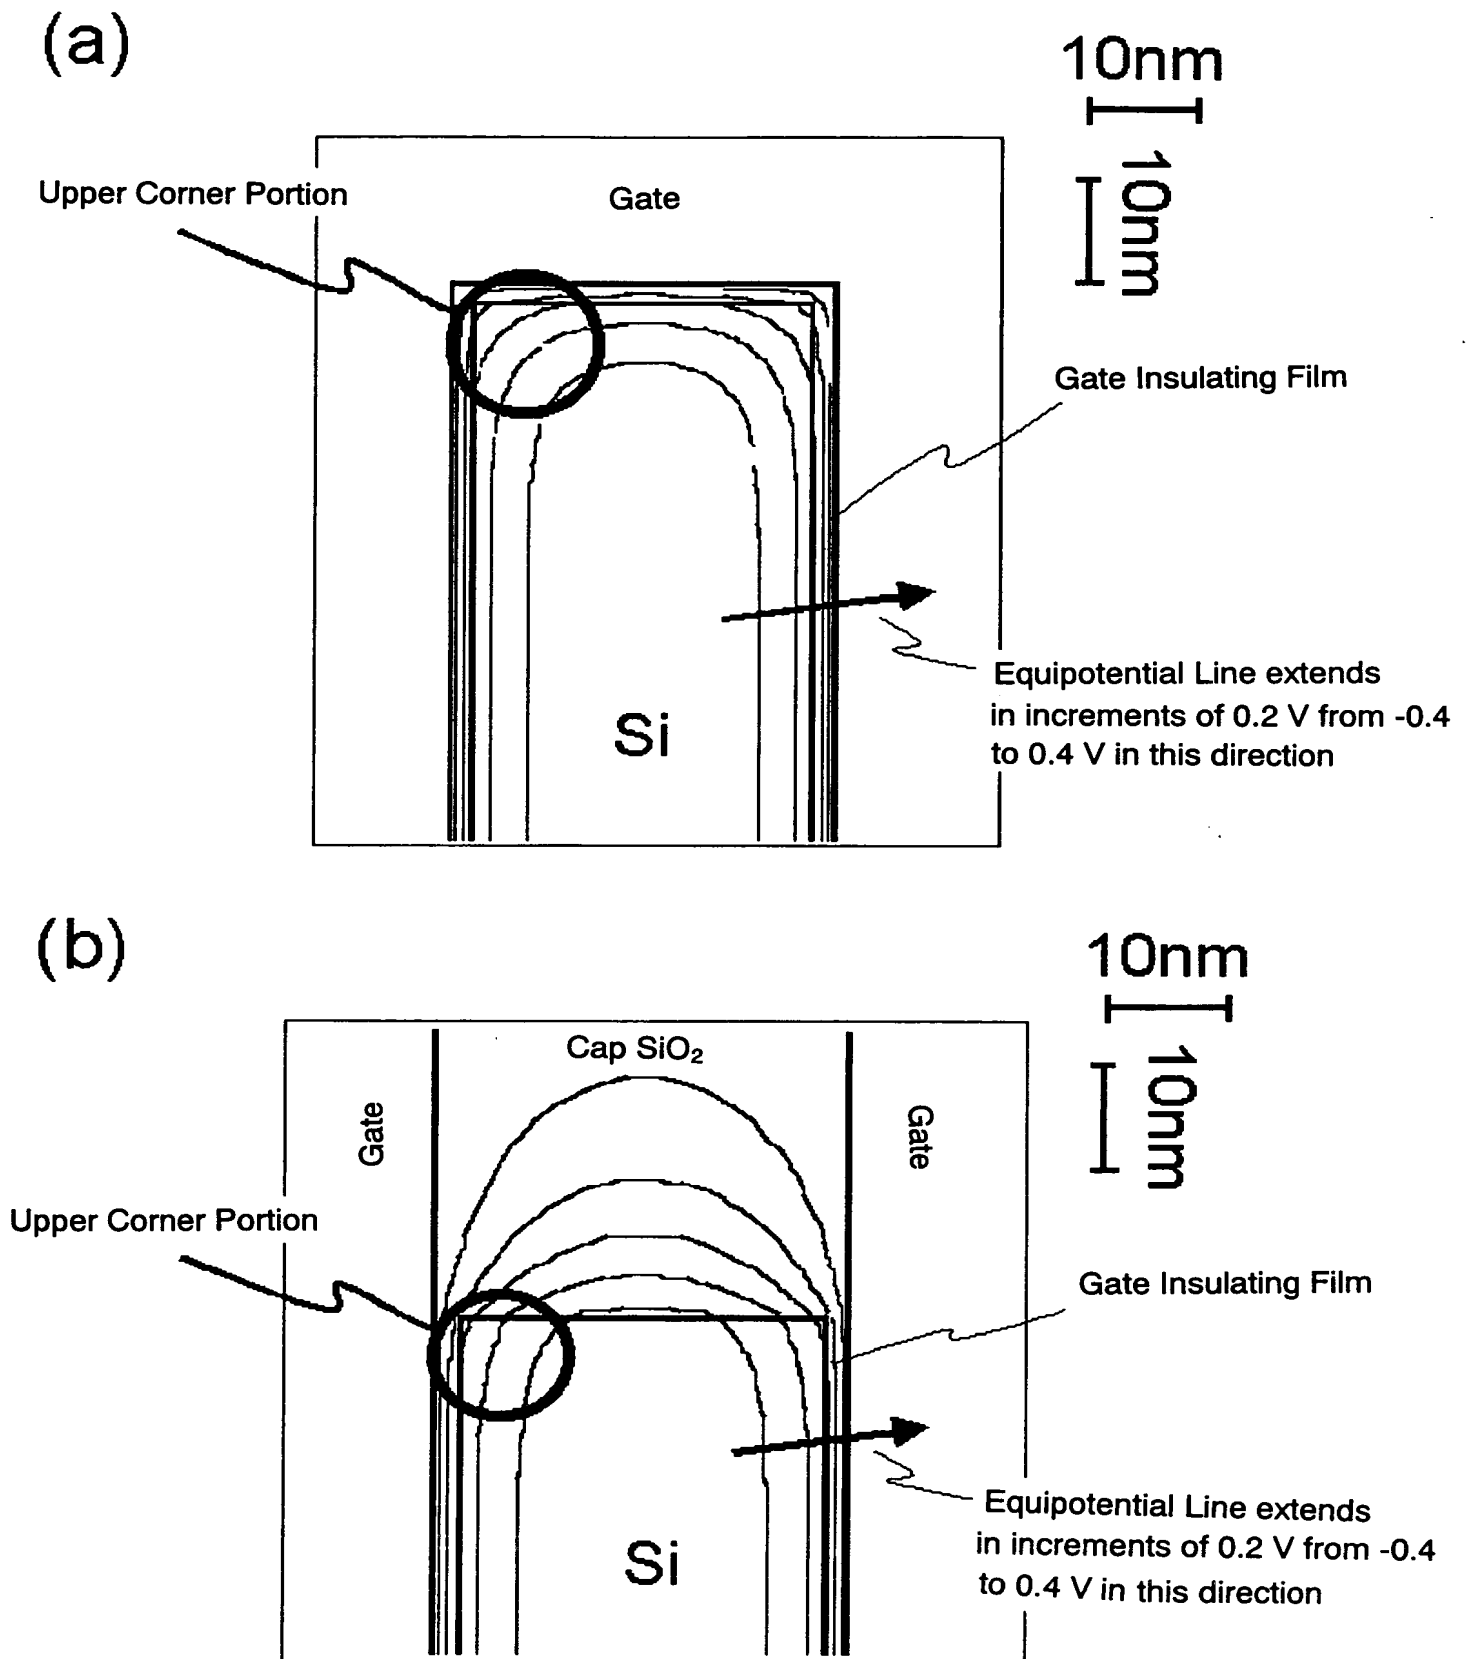 (a)
10nm
10nm
Upper Corner Portion
Gate
Gate Insulating Film
Equipotential Line extends
in increments of 0.2 V from -0.4
to 0.4 V in this direction
Si
(b)
10nm
10nm
Cap SiO₂
Gate
Gate
Upper Corner Portion
Gate Insulating Film
Equipotential Line extends
in increments of 0.2 V from -0.4
to 0.4 V in this direction
Si